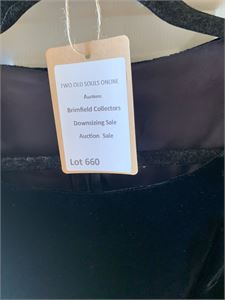 TWO OLD SOULS ONLINE
Auctions
Brimfield Collectors
Downsizing Sale
Auction Sale
Lot 660